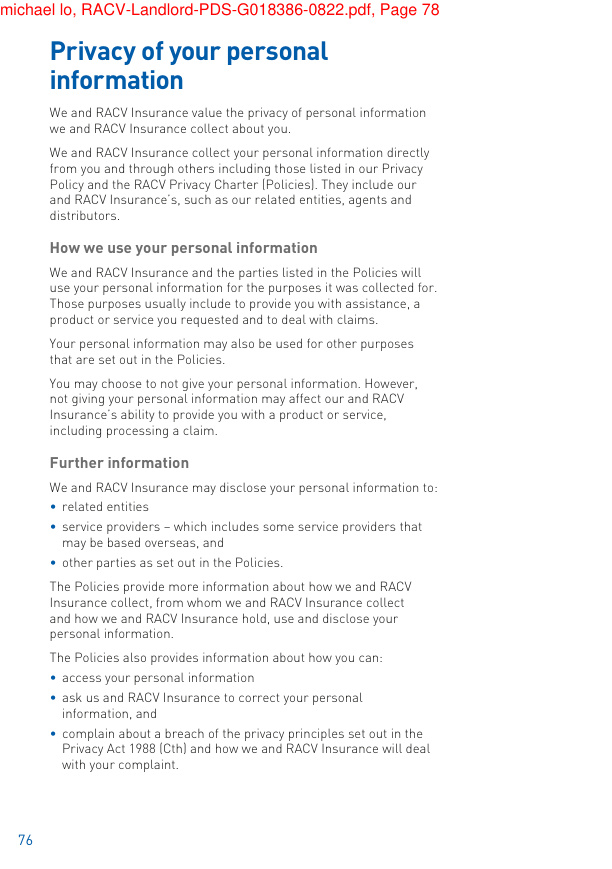 michael lo, RACV-Landlord-PDS-G018386-0822.pdf, Page 78
Privacy of your personal
information
We and RACV Insurance value the privacy of personal information
we and RACV Insurance collect about you.
We and RACV Insurance collect your personal information directly
from you and through others including those listed in our Privacy
Policy and the RACV Privacy Charter (Policies). They include our
and RACV Insurance's, such as our related entities, agents and
distributors.
How we use your personal information
We and RACV Insurance and the parties listed in the Policies will
use your personal information for the purposes it was collected for.
Those purposes usually include to provide you with assistance, a
product or service you requested and to deal with claims.
Your personal information may also be used for other purposes
that are set out in the Policies.
You may choose to not give your personal information. However,
not giving your personal information may affect our and RACV
Insurance's ability to provide you with a product or service,
including processing a claim.
Further information
We and RACV Insurance may disclose your personal information to:
• related entities
• service providers – which includes some service providers that
may be based overseas, and
• other parties as set out in the Policies.
The Policies provide more information about how we and RACV
Insurance collect, from whom we and RACV Insurance collect
and how we and RACV Insurance hold, use and disclose your
personal information.
The Policies also provides information about how you can:
• access your personal information
• ask us and RACV Insurance to correct your personal
information, and
• complain about a breach of the privacy principles set out in the
Privacy Act 1988 (Cth) and how we and RACV Insurance will deal
with your complaint.
76